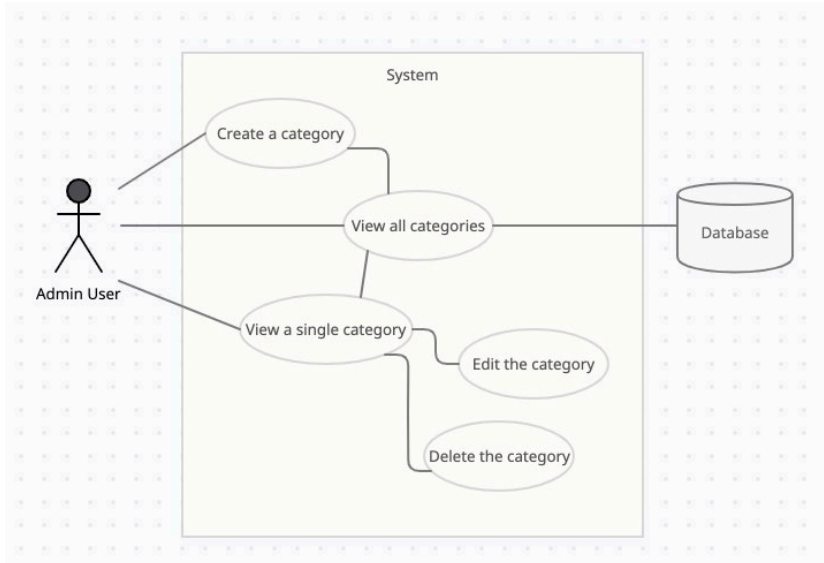 System
Create a category
View all categories
Database
Admin User
View a single category
Edit the category
Delete the category